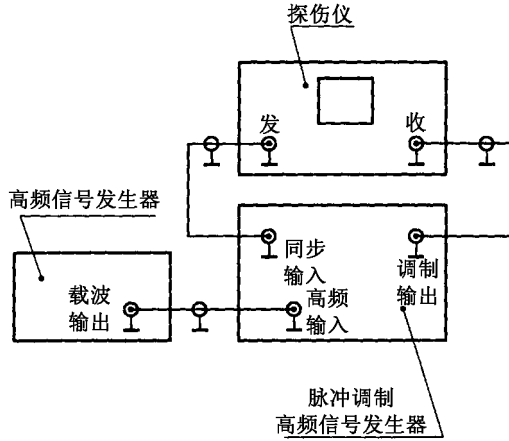 探伤仪
发
收
高频信号发生器
同步
输入
调制
输出
载波
输出
高频
输入
脉冲调制
高频信号发生器